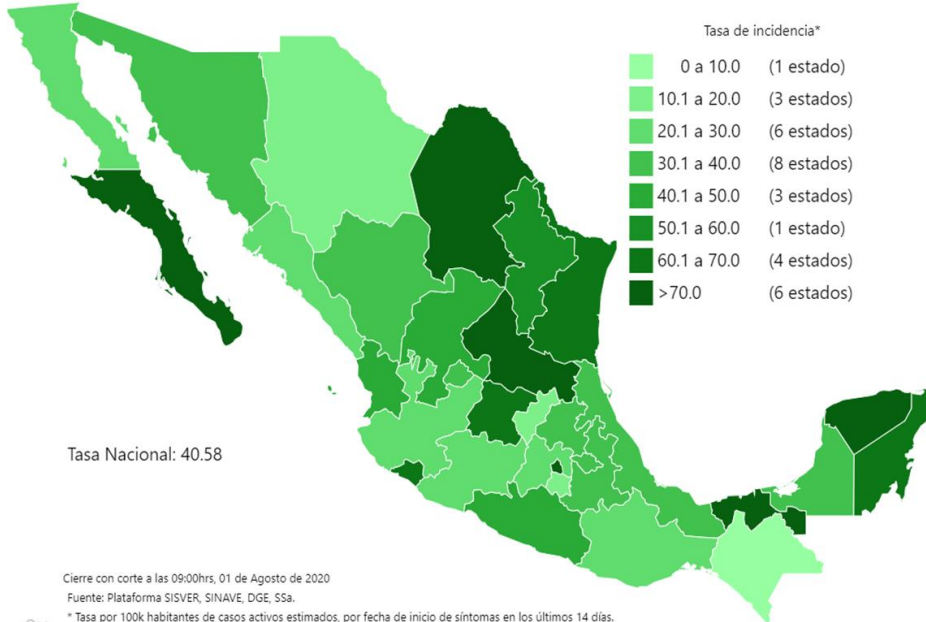 Tasa de incidencia*
0 a 10.0 (1 estado)
10.1 a 20.0 (3 estados)
20.1 a 30.0 (6 estados)
30.1 a 40.0 (8 estados)
40.1 a 50.0 (3 estados)
50.1 a 60.0 (1 estado)
60.1 a 70.0 (4 estados)
>70.0 (6 estados)
Tasa Nacional: 40.58
Cierre con corte a las 09:00hrs, 01 de Agosto de 2020
Fuente: Plataforma SISVER, SINAVE, DGE, SSa.
* Tasa por 100k habitantes de casos activos estimados, por fecha de inicio de síntomas en los últimos 14 días.